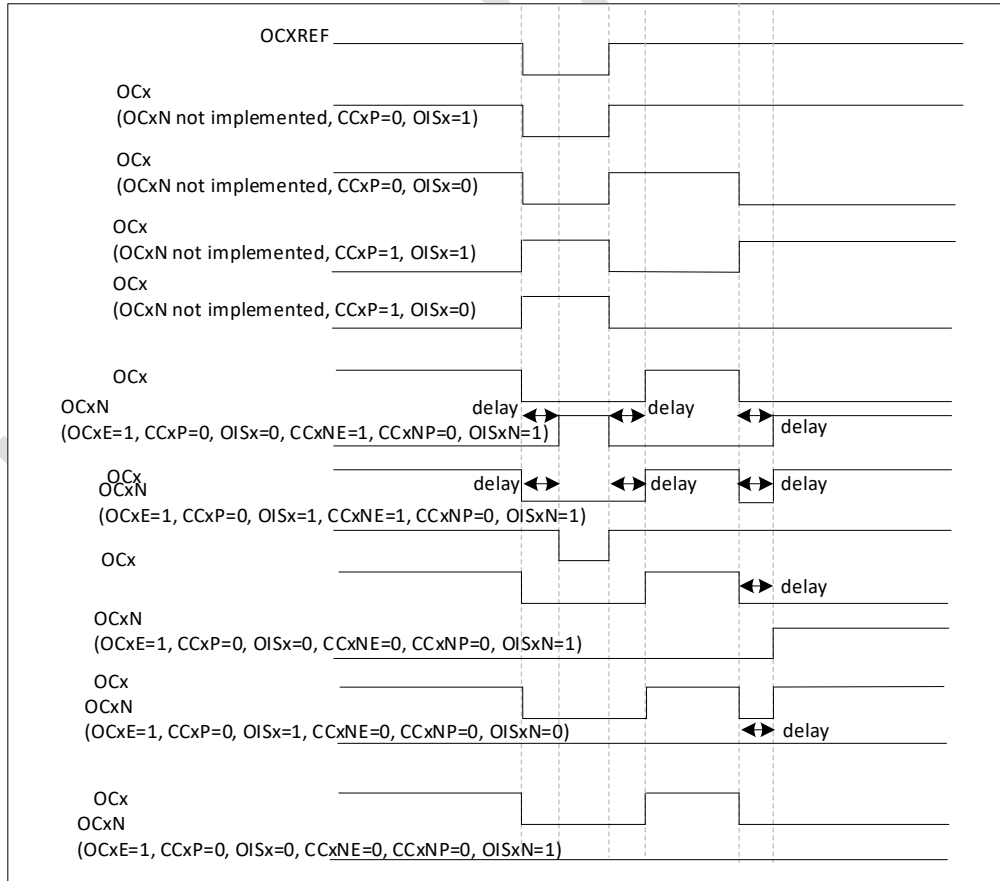 OCXREF
OCx
(OCxN not implemented, CCxP=0, OISx=1)
OCx
(OCxN not implemented, CCxP=0, OISx=0)
OCx
(OCxN not implemented, CCxP=1, OISx=1)
OCx
(OCxN not implemented, CCxP=1, OISx=0)
OCx
OCxN
delay
delay
delay
(OCxE=1, CCxP=0, OISx=0, CCxNE=1, CCxNP=0, OISxN=1)
OCx
delay
delay
delay
OCxN
(OCxE=1, CCxP=0, OISx=1, CCxNE=1, CCxNP=0, OISxN=1)
OCx
delay
OCxN
(OCxE=1, CCxP=0, OISx=0, CCxNE=0, CCxNP=0, OISxN=1)
OCx
OCxN
(OCxE=1, CCxP=0, OISx=1, CCxNE=0, CCxNP=0, OISxN=0)
delay
OCx
OCxN
(OCxE=1, CCxP=0, OISx=0, CCxNE=0, CCxNP=0, OISxN=1)